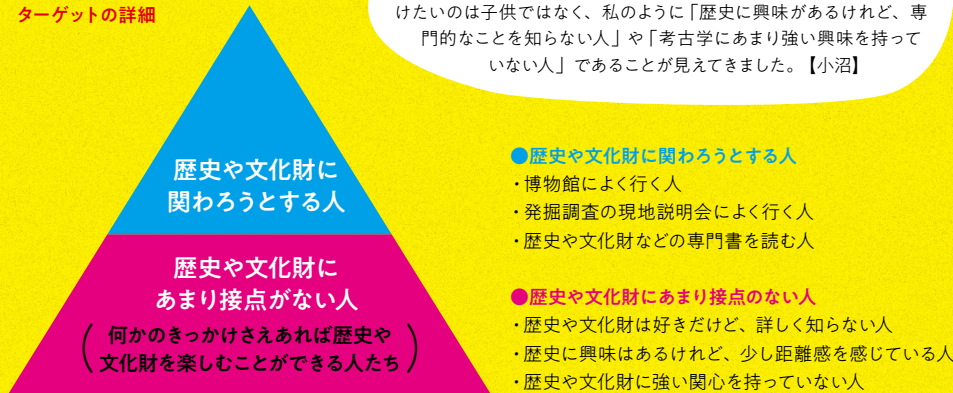 ターゲットの詳細
けたいのは子供ではなく、私のように「歴史に興味があるけれど、専
門的なことを知らない人」や「考古学にあまり強い興味を持って
いない人」であることが見えてきました。【小沼】
歴史や文化財に
関わろうとする人
歴史や文化財に
あまり接点がない人
(何かのきっかけさえあれば歴史や
文化財を楽しむことができる人たち)
●歴史や文化財に関わろうとする人
・博物館によく行く人
・発掘調査の現地説明会によく行く人
・歴史や文化財などの専門書を読む人
●歴史や文化財にあまり接点のない人
・歴史や文化財は好きだけど、詳しく知らない人
・歴史に興味はあるけれど、少し距離感を感じている人
・歴史や文化財に強い関心を持っていない人